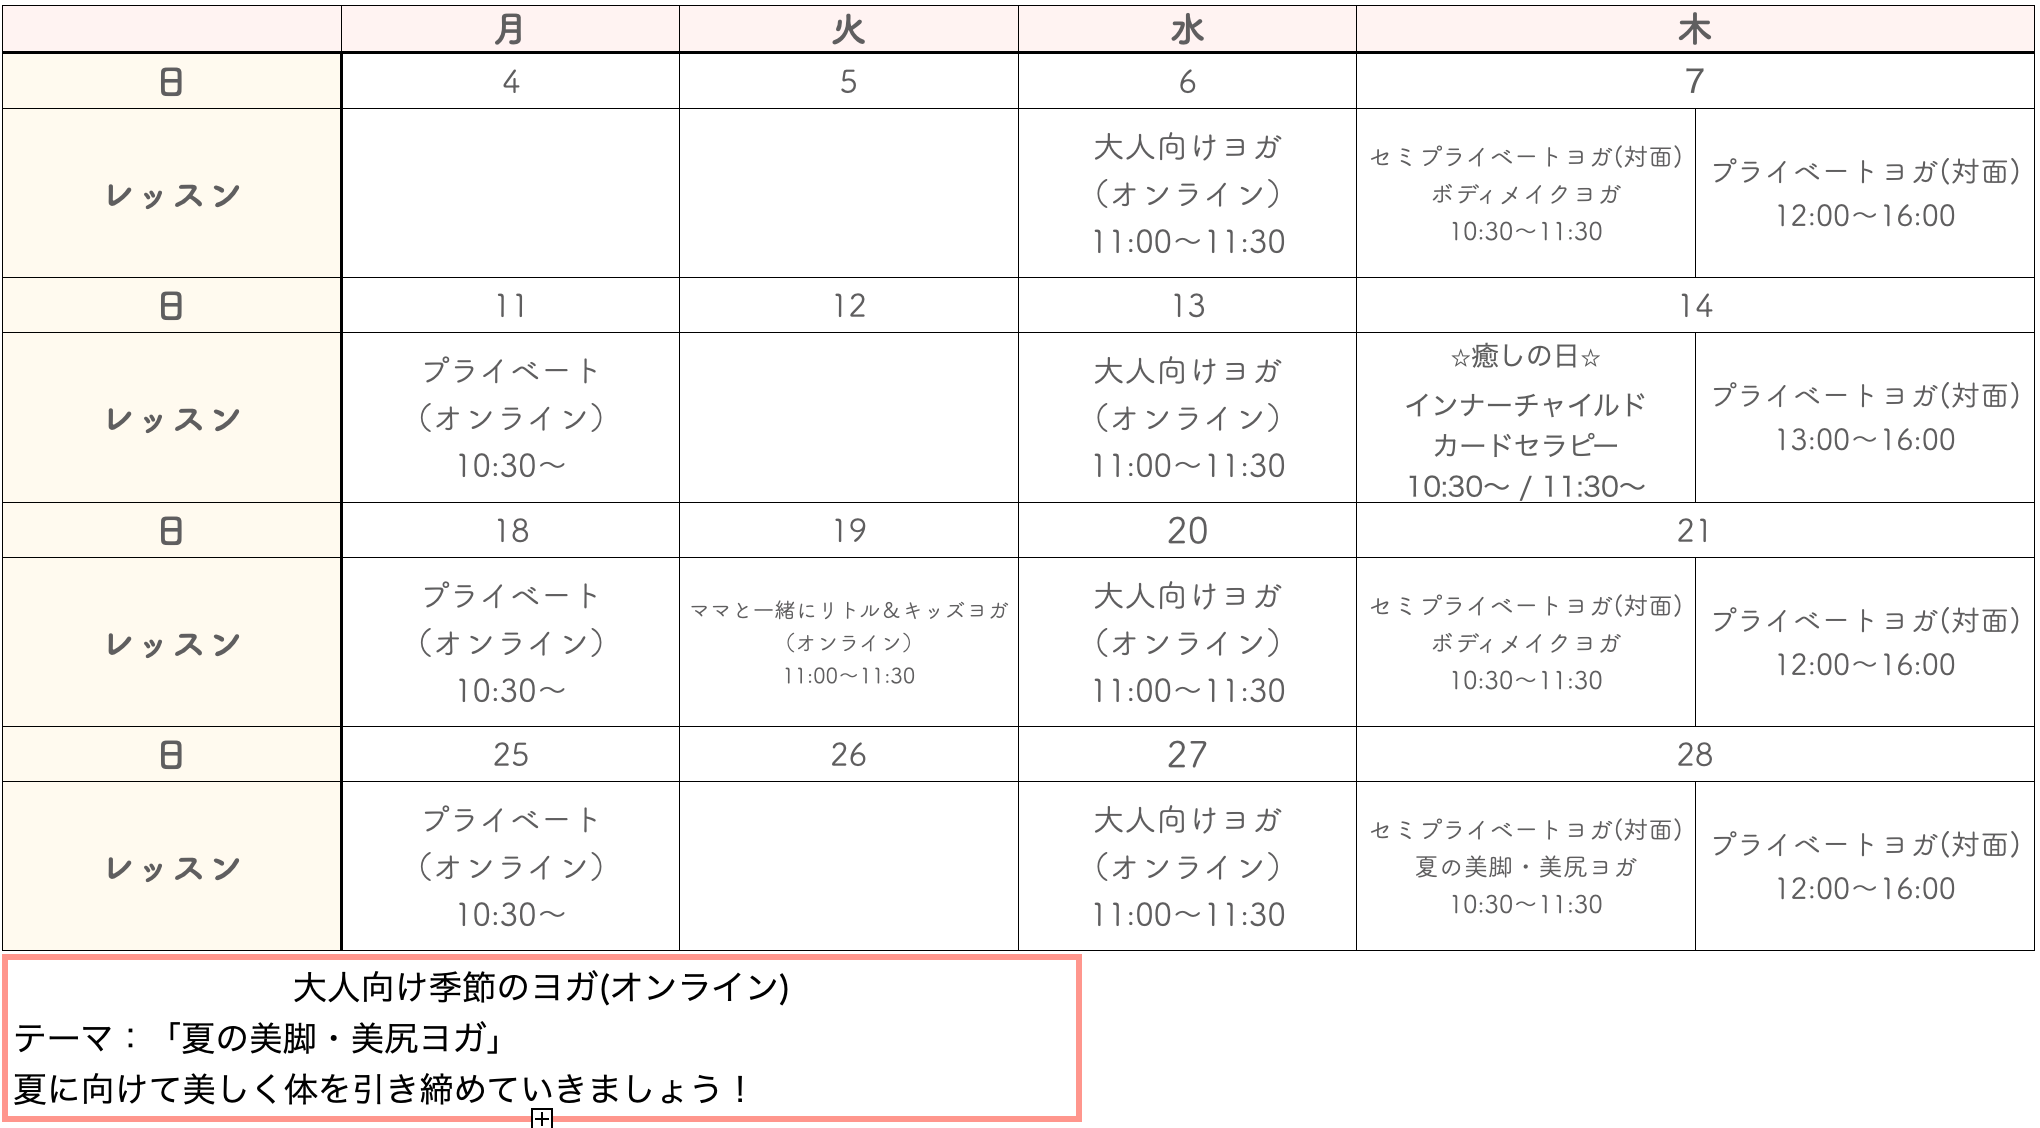 月 火 水 木
日 4 5 6 7
レッスン
大人向けヨガ
（オンライン）
11:00〜11:30
セミプライベートヨガ(対面)
ボディメイクヨガ
10:30〜11:30
プライベートヨガ(対面)
12:00〜16:00
日 11 12 13 14
レッスン
プライベート
（オンライン）
10:30〜
大人向けヨガ
（オンライン）
11:00〜11:30
☆癒しの日☆
インナーチャイルド
カードセラピー
10:30〜 / 11:30〜
プライベートヨガ(対面)
13:00〜16:00
日 18 19 20 21
レッスン
プライベート
（オンライン）
10:30〜
ママと一緒にリトル＆キッズヨガ
（オンライン）
11:00〜11:30
大人向けヨガ
（オンライン）
11:00〜11:30
セミプライベートヨガ(対面)
ボディメイクヨガ
10:30〜11:30
プライベートヨガ(対面)
12:00〜16:00
日 25 26 27 28
レッスン
プライベート
（オンライン）
10:30〜
大人向けヨガ
（オンライン）
11:00〜11:30
セミプライベートヨガ(対面)
夏の美脚・美尻ヨガ
10:30〜11:30
プライベートヨガ(対面)
12:00〜16:00
大人向け季節のヨガ(オンライン)
テーマ：「夏の美脚・美尻ヨガ」
夏に向けて美しく体を引き締めていきましょう！